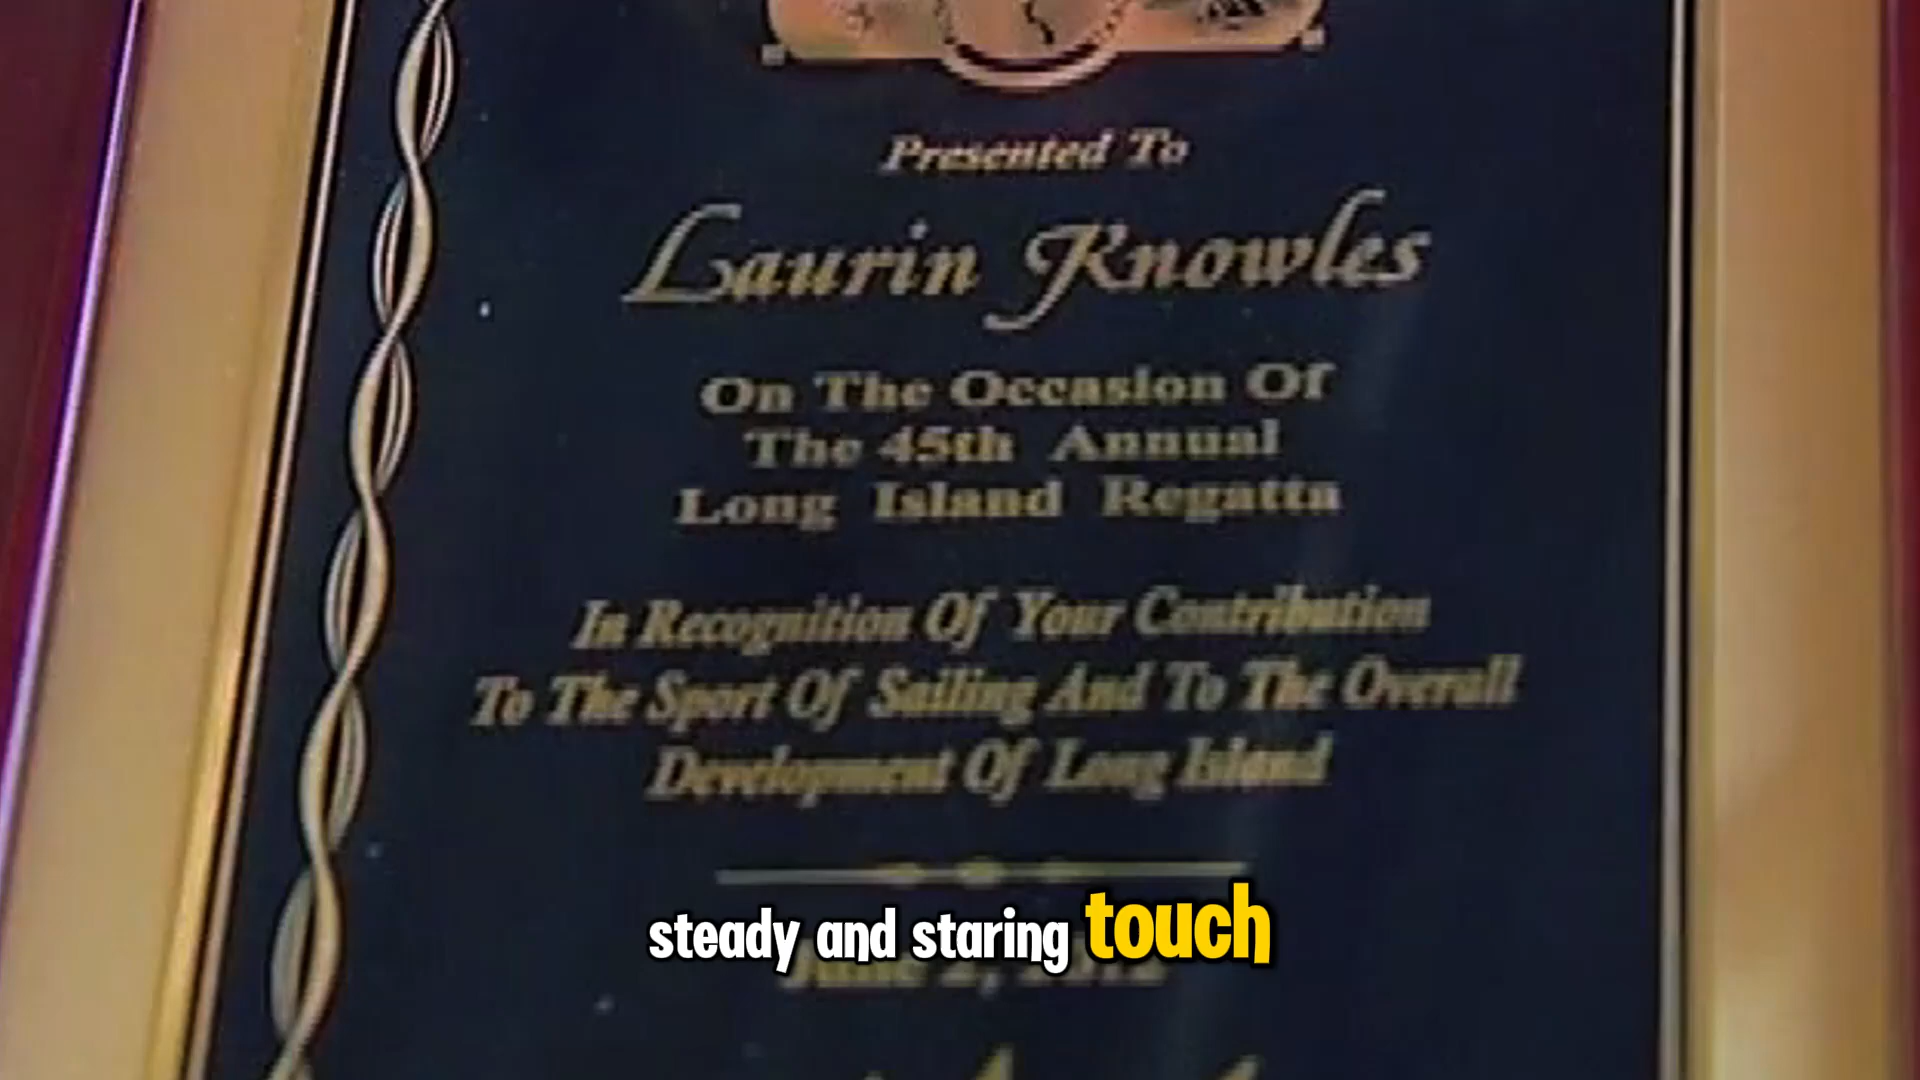 Presented To
Laurin Knowles
On The Occasion Of
The 45th Annual
Long Island Regatta
In Recognition Of Your Contribution
To The Sport Of Sailing And To The Overall
Development Of Long Island
steady and staring touch